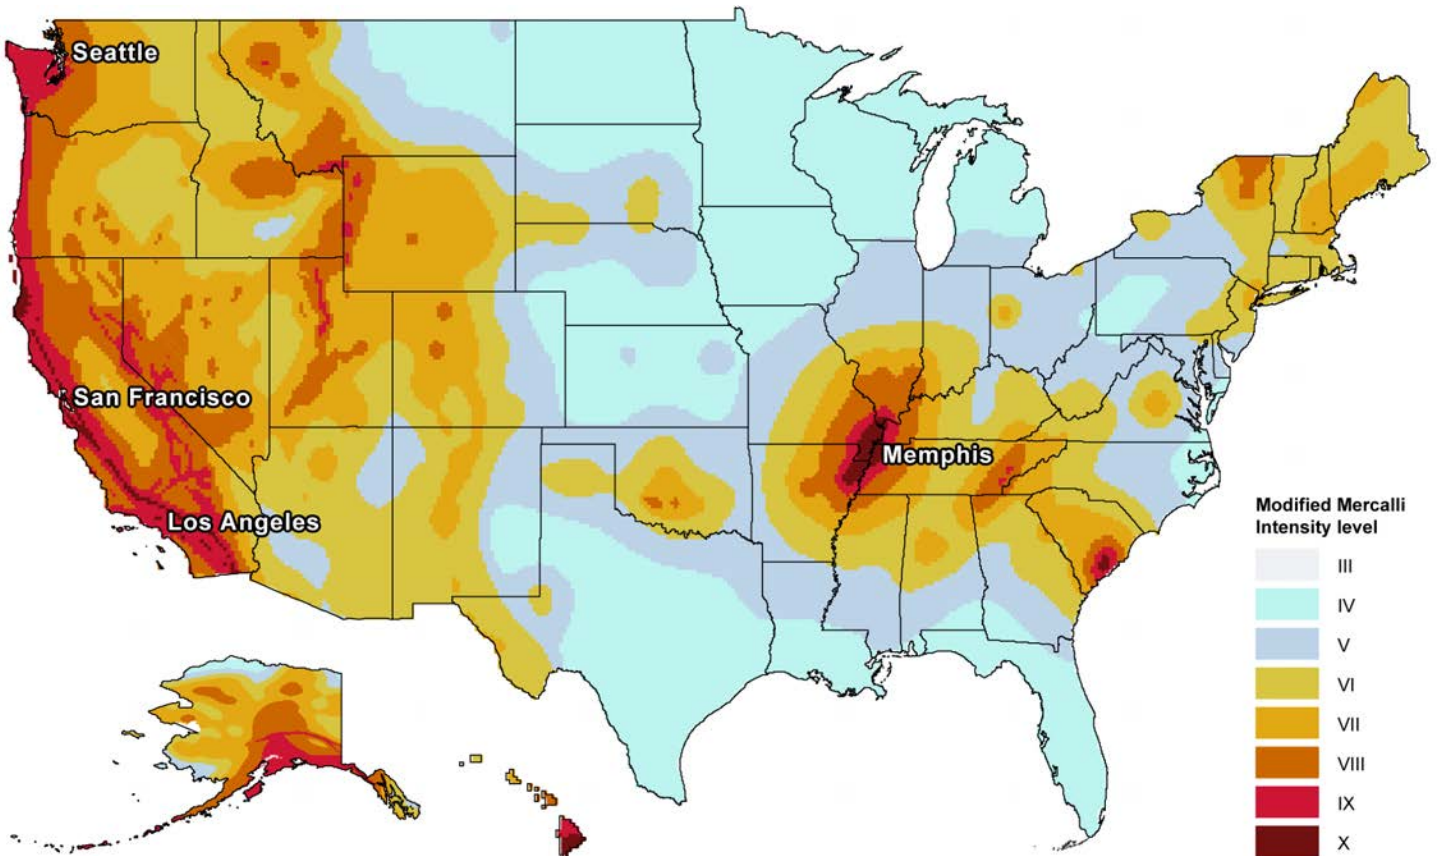 Seattle
San Francisco
Memphis
Los Angeles
Modified Mercalli
Intensity level
III
IV
V
VI
VII
VIII
IX
X